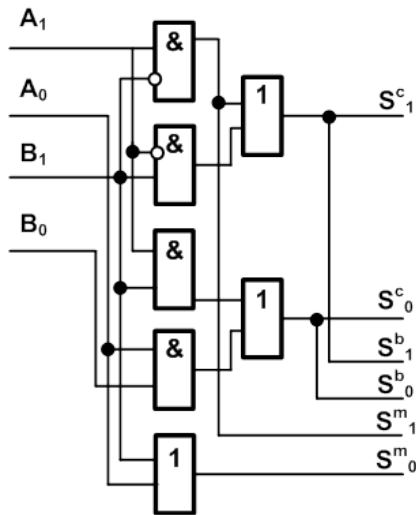 A₁
&
A₀
1
Sᶜ₁
&
B₁
B₀
&
1
Sᶜ₀
Sᵇ₁
&
Sᵇ₀
Sᵐ₁
1
Sᵐ₀